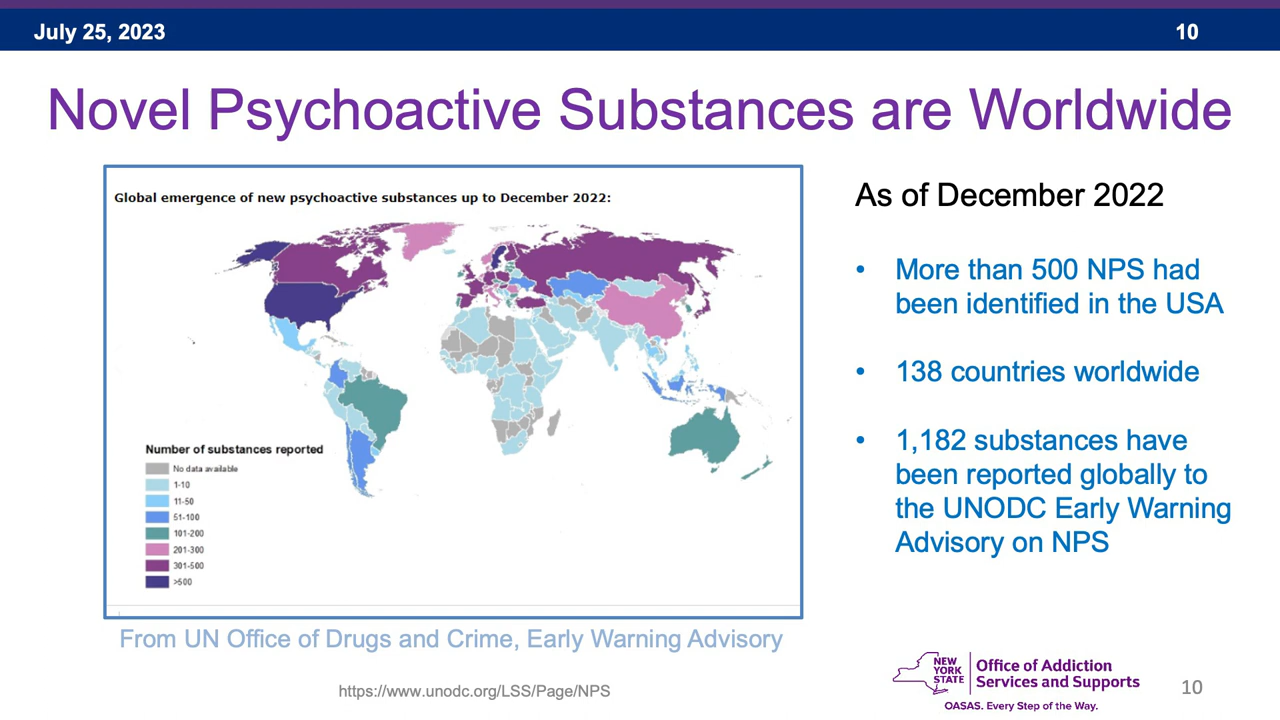 July 25, 2023
10
Novel Psychoactive Substances are Worldwide
Global emergence of new psychoactive substances up to December 2022:
Number of substances reported
No data available
1-10
11-50
51-100
101-200
201-300
301-500
>500
From UN Office of Drugs and Crime, Early Warning Advisory
https://www.unodc.org/LSS/Page/NPS
As of December 2022
• More than 500 NPS had
been identified in the USA
• 138 countries worldwide
• 1,182 substances have
been reported globally to
the UNODC Early Warning
Advisory on NPS
NEW
YORK
STATE
Office of Addiction
Services and Supports
OASAS. Every Step of the Way.
10